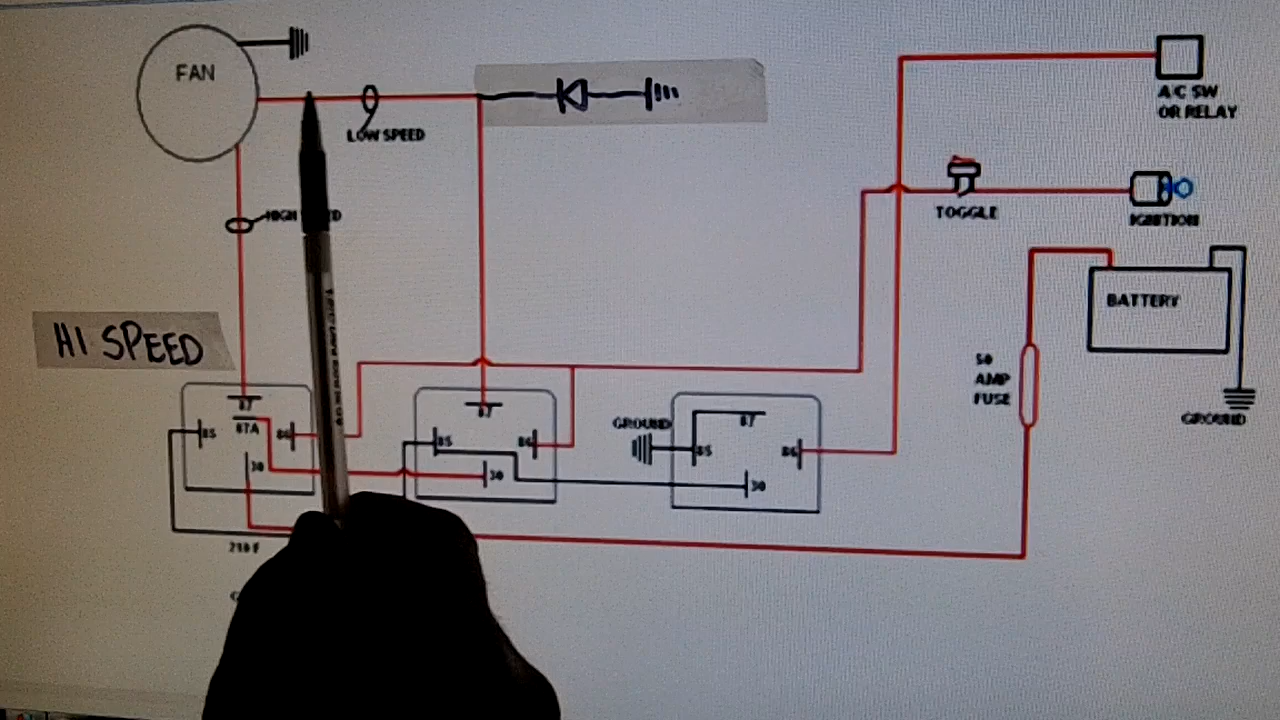 FAN
LOW SPEED
A/C SW
OR RELAY
TOGGLE
IGNITION
BATTERY
HI SPEED
50
AMP
FUSE
GROUND
GROUND
87
87A
85
86
30
87
85
86
30
87
85
86
30